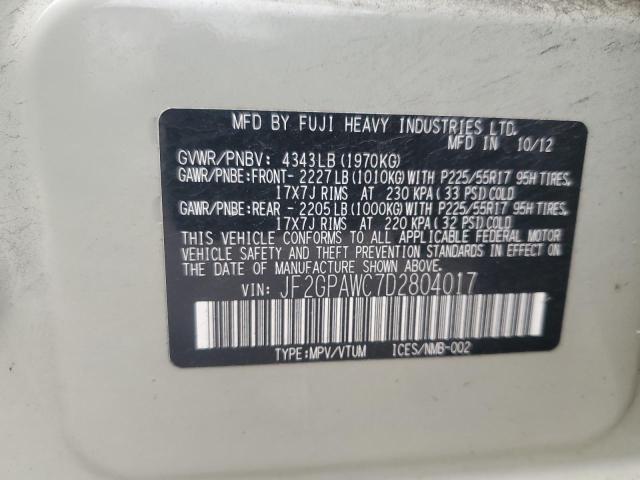 MFD BY FUJI HEAVY INDUSTRIES LTD.
MFD IN 10/12
GVWR/PNBV: 4343LB(1970KG)
GAWR/PNBE:FRONT- 2227LB(1010KG)WITH P225/55R17 95H TIRES,
17X7J RIMS AT 230 KPA(33 PSI)COLD
GAWR/PNBE:REAR - 2205LB(1000KG)WITH P225/55R17 95H TIRES,
17X7J RIMS AT 220 KPA(32 PSI)COLD
THIS VEHICLE CONFORMS TO ALL APPLICABLE FEDERAL MOTOR
VEHICLE SAFETY AND THEFT PREVENTION STANDARDS IN EFFECT ON
THE DATE OF MANUFACTURE SHOWN ABOVE.
VIN: JF2GPAWC7D2804017
TYPE:MPV/VTUM ICES/NMB-002